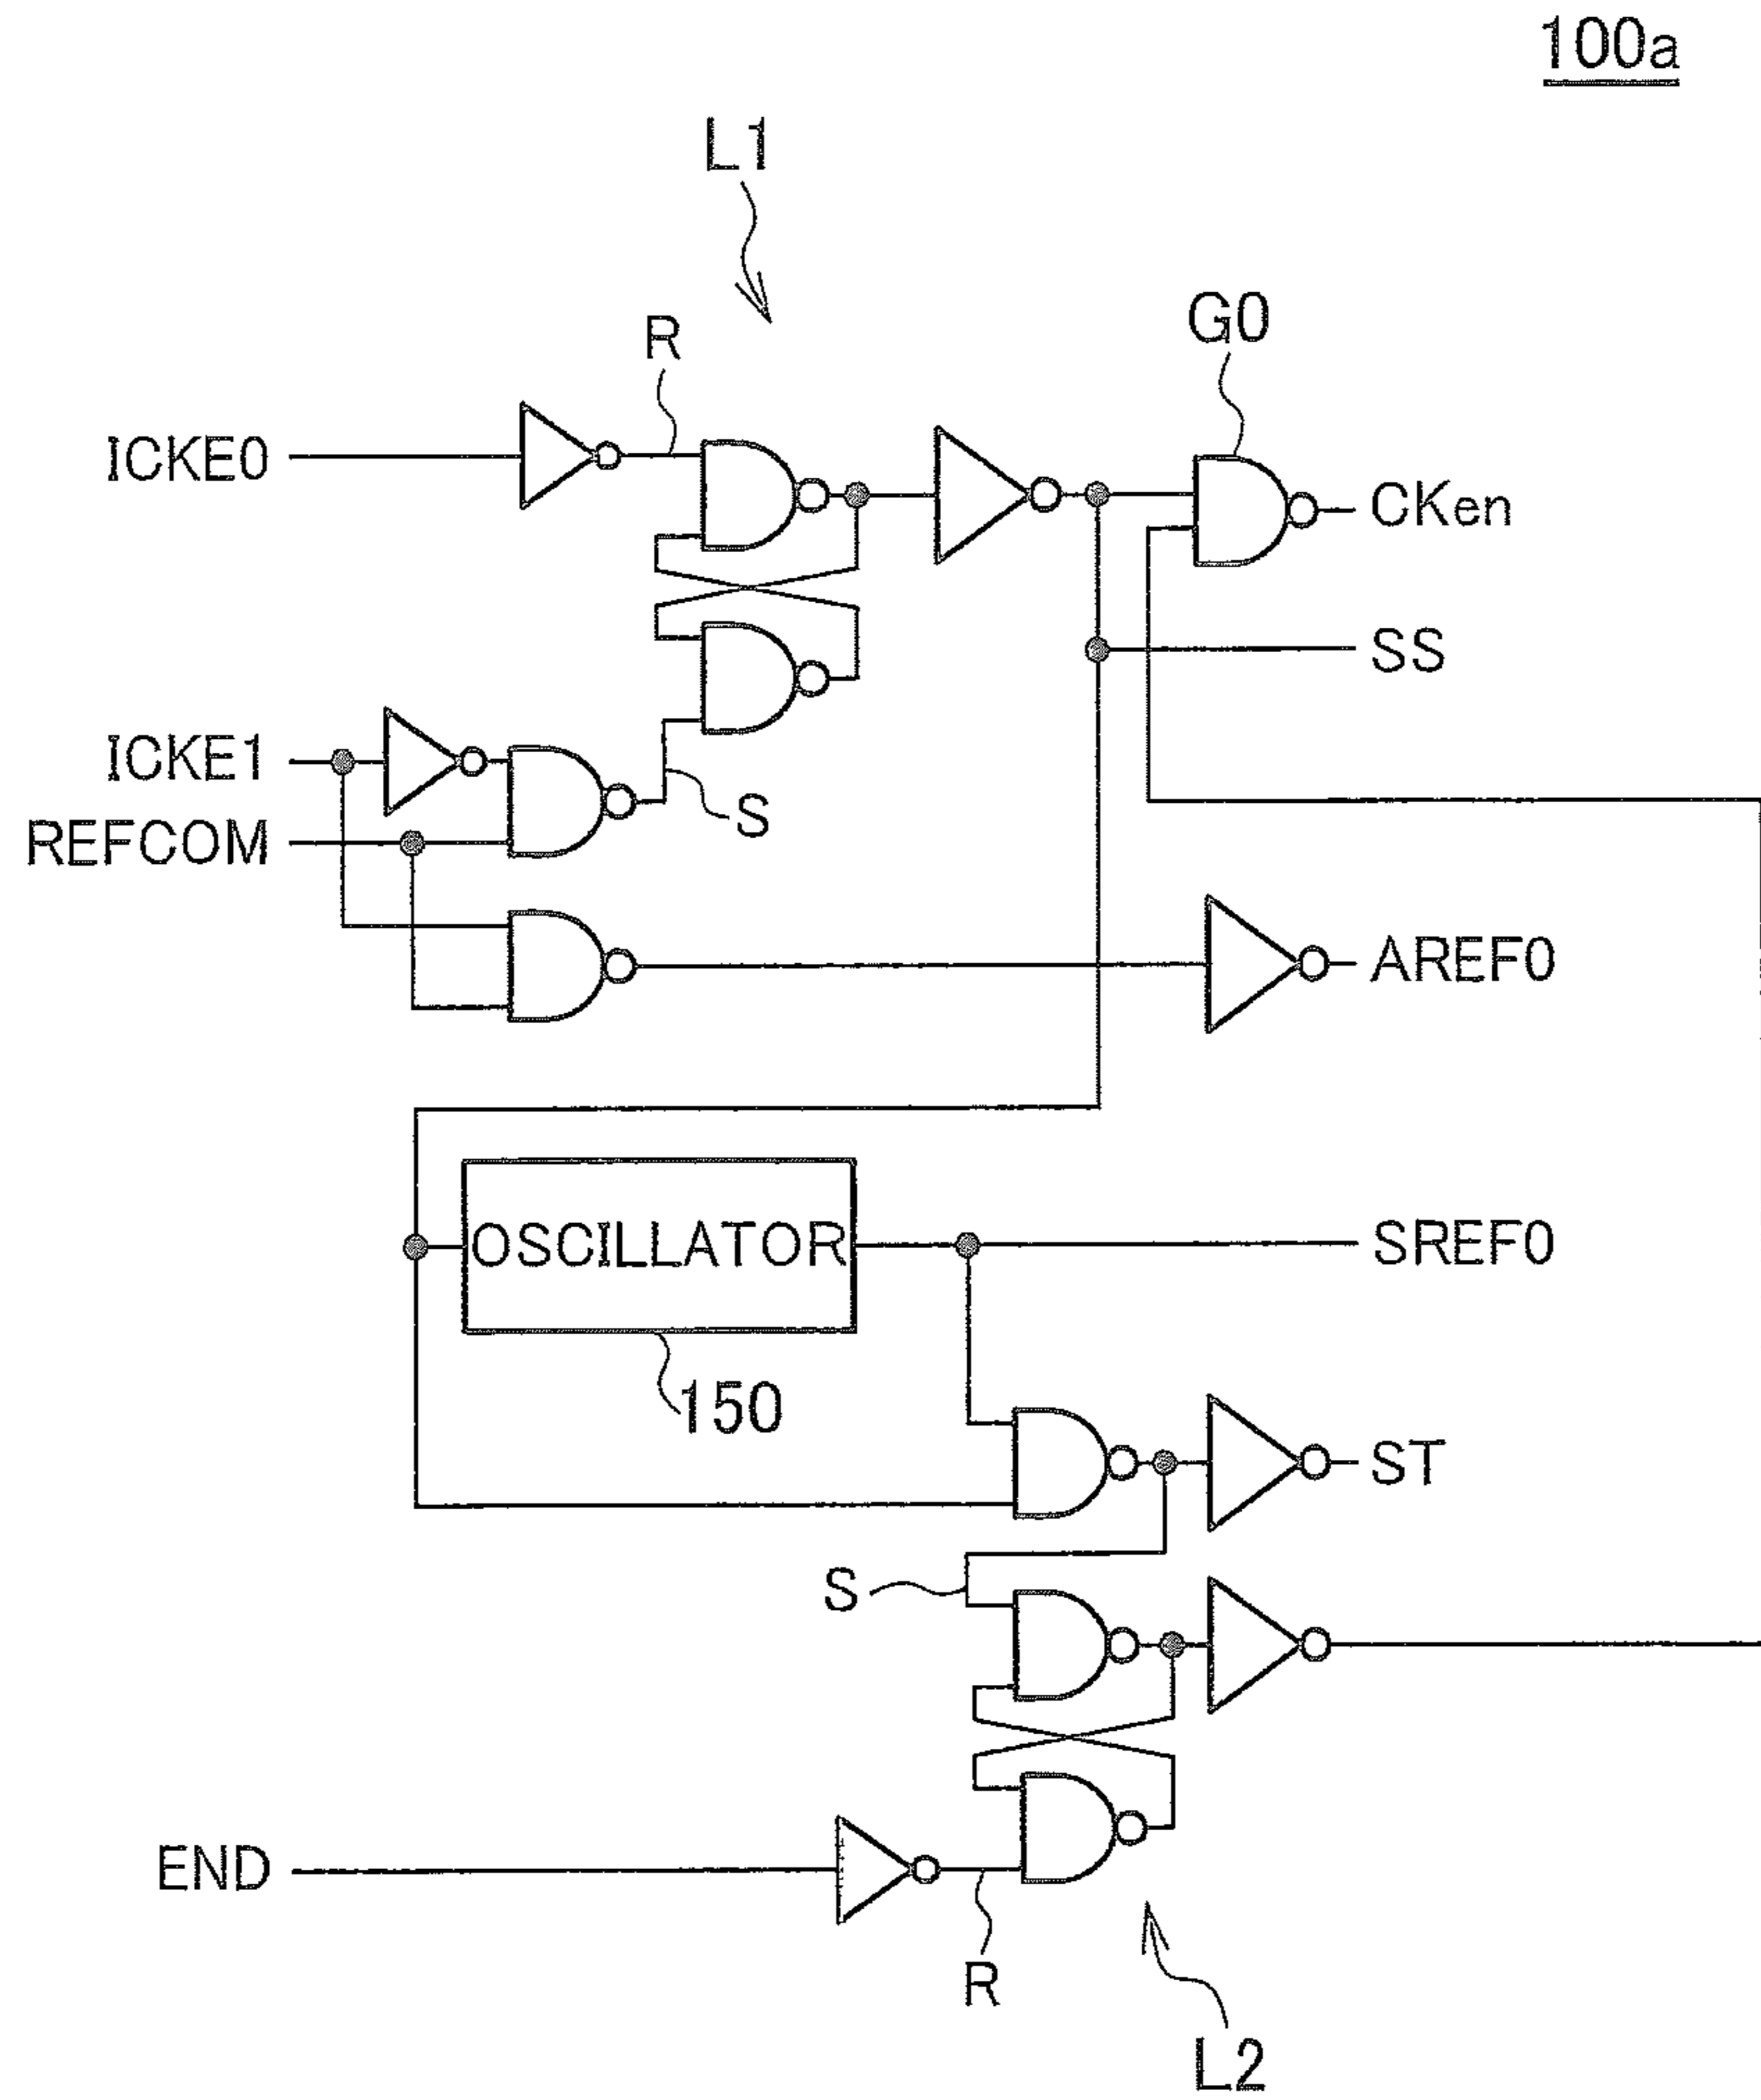 100a
L1
G0
R
ICKE0
CKen
SS
ICKE1
S
REFCOM
AREF0
OSCILLATOR
SREF0
150
ST
S
END
R
L2